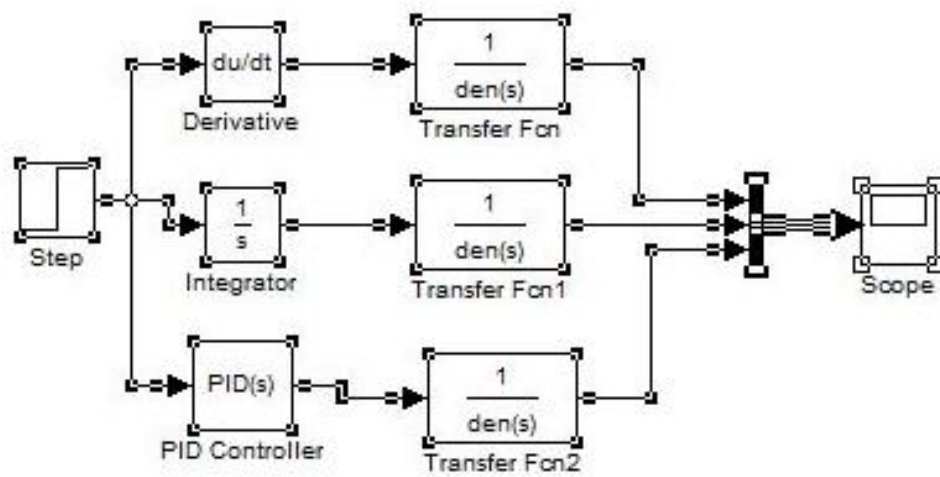 du/dt
Derivative
1
den(s)
Transfer Fcn
Step
1
s
Integrator
1
den(s)
Transfer Fcn1
Scope
PID(s)
PID Controller
1
den(s)
Transfer Fcn2